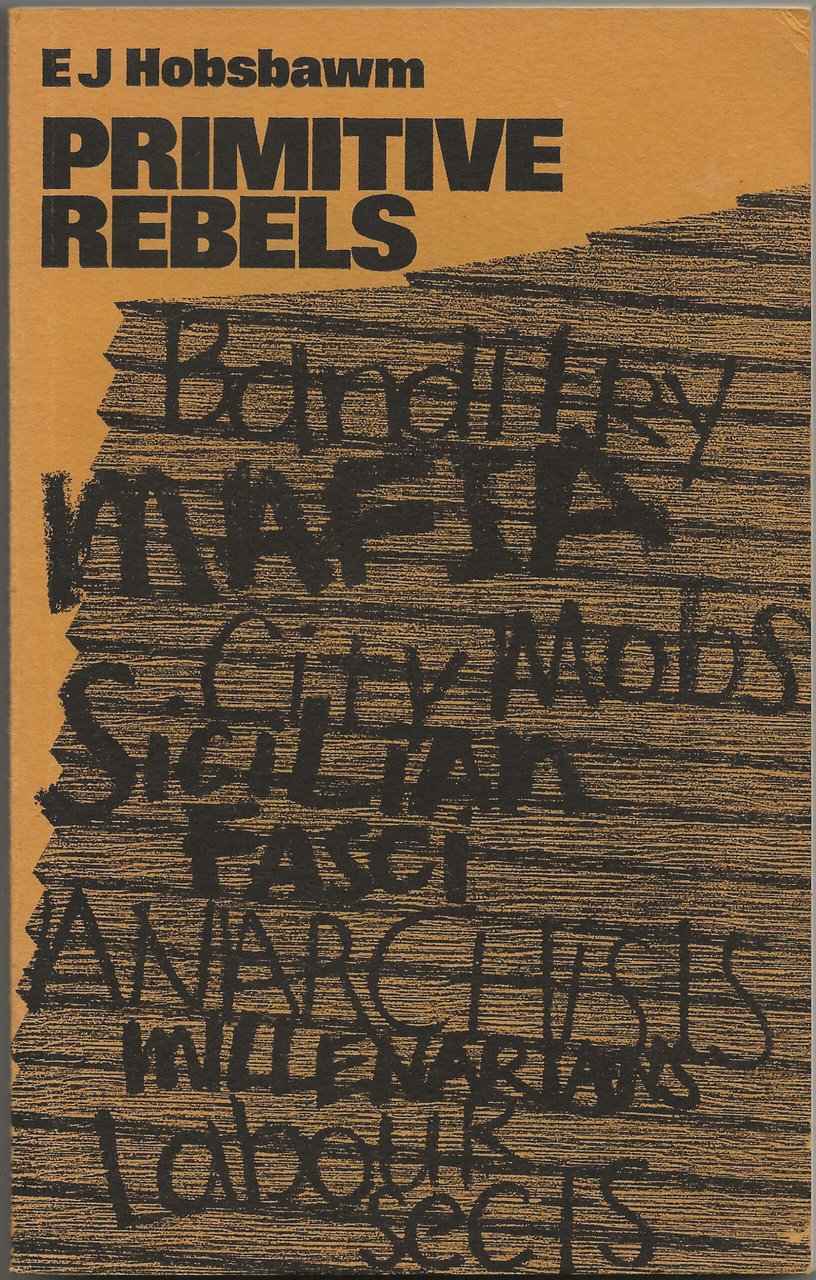 E J Hobsbawm
PRIMITIVE
REBELS
Banditry
MAFIA
City Mobs
SiCiLiAn
FASCI
ANARCHiSTS
MILLENARIANS
Labour
secTS